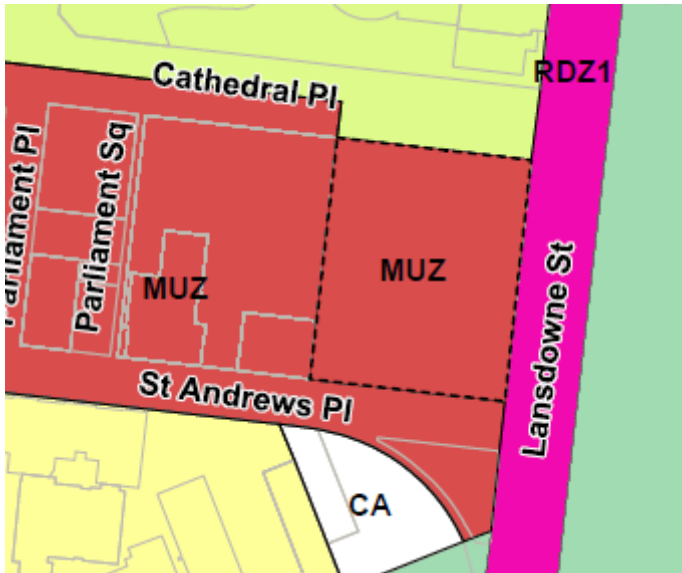 RDZ1
Cathedral Pl
Parliament Pl
Parliament Sq
MUZ
MUZ
Lansdowne St
St Andrews Pl
CA